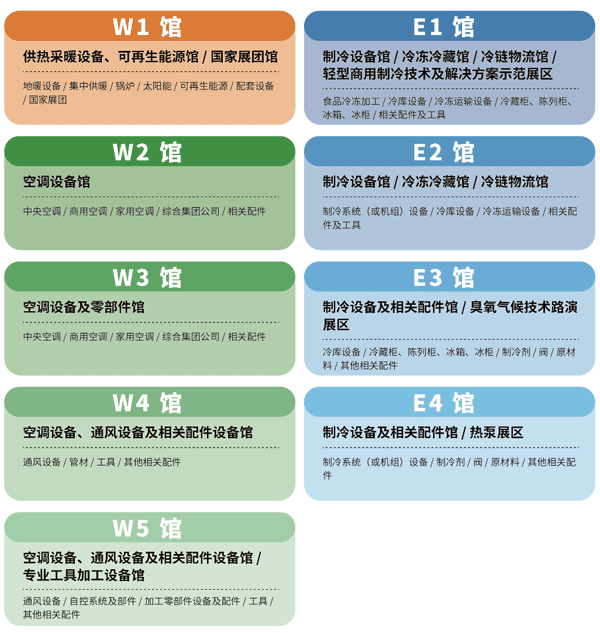 W1 馆
供热采暖设备、可再生能源馆 / 国家展团馆
地暖设备 / 集中供暖 / 锅炉 / 太阳能 / 可再生能源 / 配套设备
/ 国家展团
E1 馆
制冷设备馆 / 冷冻冷藏馆 / 冷链物流馆 /
轻型商用制冷技术及解决方案示范展区
食品冷冻加工 / 冷库设备 / 冷冻运输设备 / 冷藏柜、陈列柜、
冰箱、冰柜 / 相关配件及工具
W2 馆
空调设备馆
中央空调 / 商用空调 / 家用空调 / 综合集团公司 / 相关配件
E2 馆
制冷设备馆 / 冷冻冷藏馆 / 冷链物流馆
制冷系统（或机组）设备 / 冷库设备 / 冷冻运输设备 / 相关配
件及工具
W3 馆
空调设备及零部件馆
中央空调 / 商用空调 / 家用空调 / 综合集团公司 / 相关配件
E3 馆
制冷设备及相关配件馆 / 臭氧气候技术路演
展区
冷库设备 / 冷藏柜、陈列柜、冰箱、冰柜 / 制冷剂 / 阀 / 原材
料 / 其他相关配件
W4 馆
空调设备、通风设备及相关配件设备馆
通风设备 / 管材 / 工具 / 其他相关配件
E4 馆
制冷设备及相关配件馆 / 热泵展区
制冷系统（或机组）设备 / 制冷剂 / 阀 / 原材料 / 其他相关配
件
W5 馆
空调设备、通风设备及相关配件设备馆 /
专业工具加工设备馆
通风设备 / 自控系统及部件 / 加工零部件设备及配件 / 工具 /
其他相关配件